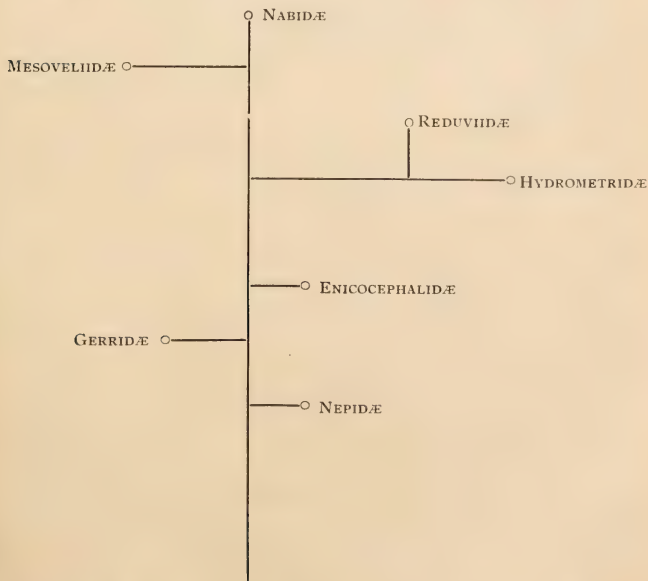 NABIDÆ
MESOVELIIDÆ
REDUVIIDÆ
HYDROMETRIDÆ
ENICOCEPHALIDÆ
GERRIDÆ
NEPIDÆ